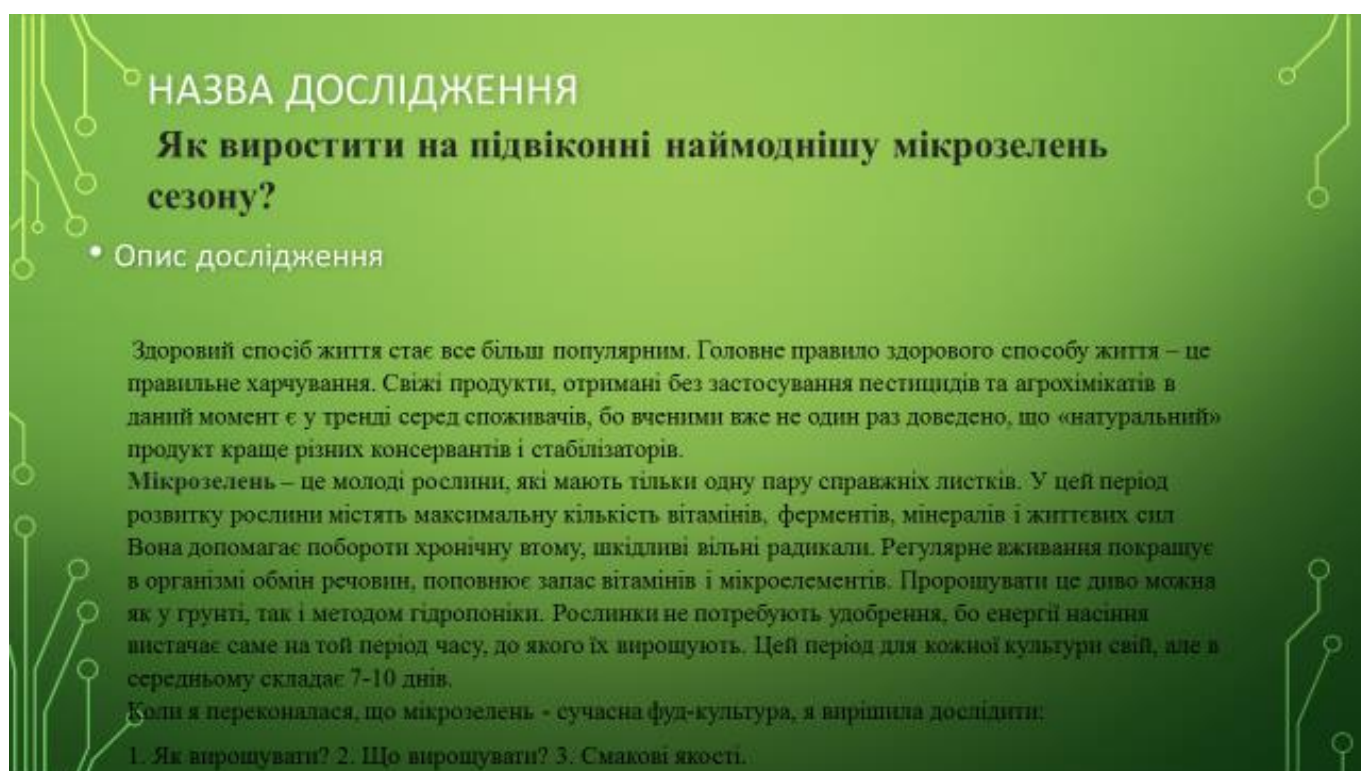 НАЗВА ДОСЛІДЖЕННЯ
Як виростити на підвіконні наймоднішу мікрозелень
сезону?
• Опис дослідження
Здоровий спосіб життя стає все більш популярним. Головне правило здорового способу життя – це
правильне харчування. Свіжі продукти, отримані без застосування пестицидів та агрохімікатів в
даний момент є у тренді серед споживачів, бо вченими вже не один раз доведено, що «натуральний»
продукт краще різних консервантів і стабілізаторів.
Мікрозелень – це молоді рослини, які мають тільки одну пару справжніх листків. У цей період
розвитку рослини містять максимальну кількість вітамінів, ферментів, мінералів і життєвих сил
Вона допомагає побороти хронічну втому, шкідливі вільні радикали. Регулярне вживання покращує
в організмі обмін речовин, поповнює запас вітамінів і мікроелементів. Пророщувати це диво можна
як у грунті, так і методом гідропоніки. Рослинки не потребують удобрення, бо енергії насіння
вистачає саме на той період часу, до якого їх вирощують. Цей період для кожної культури свій, але в
середньому складає 7-10 днів.
Коли я переконалася, що мікрозелень - сучасна фуд-культура, я вирішила дослідити:
1. Як вирощувати? 2. Що вирощувати? 3. Смакові якості.